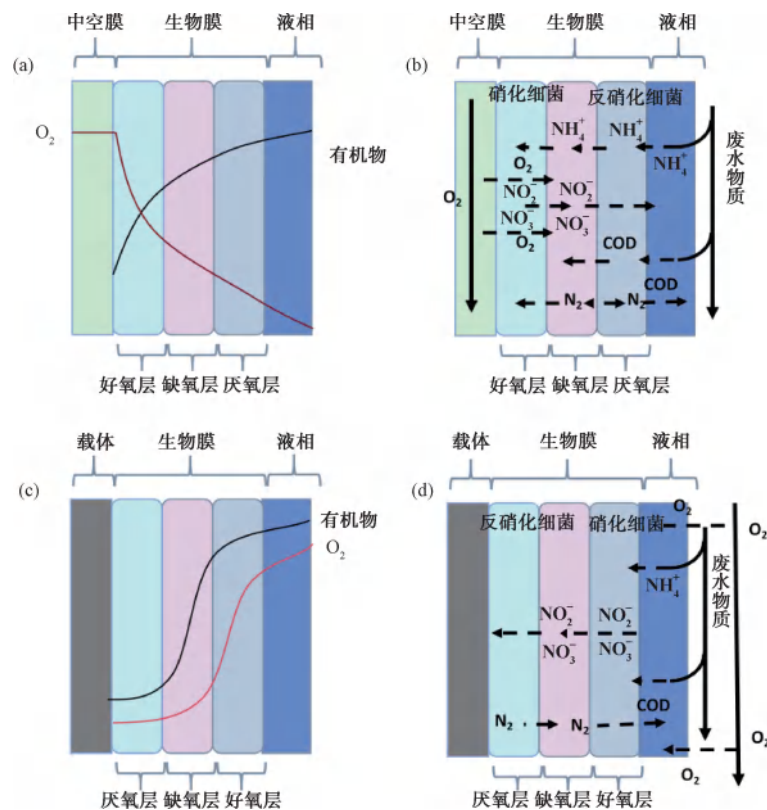 中空膜 生物膜 液相
(a)
O₂
有机物
好氧层 缺氧层 厌氧层
中空膜 生物膜 液相
(b)
硝化细菌 反硝化细菌
NH₄⁺ NH₄⁺
NH₄⁺
O₂
NO₂⁻ NO₂⁻
O₂
NO₃⁻ NO₃⁻
O₂
COD
COD
N₂ N₂
废水物质
好氧层 缺氧层 厌氧层
载体 生物膜 液相
(c)
有机物
O₂
厌氧层 缺氧层 好氧层
载体 生物膜 液相
(d)
O₂
反硝化细菌 硝化细菌
O₂
NH₄⁺
废水物质
NO₂⁻ NO₂⁻
NO₃⁻ NO₃⁻
COD
N₂ N₂
O₂
O₂
厌氧层 缺氧层 好氧层